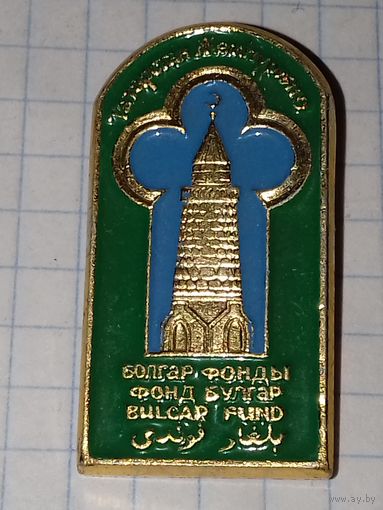 БОЛГАР ФОНДЫ
ФОНД БУЛГАР
BULGAR FUND
بلغار فوندى
www.ay.by